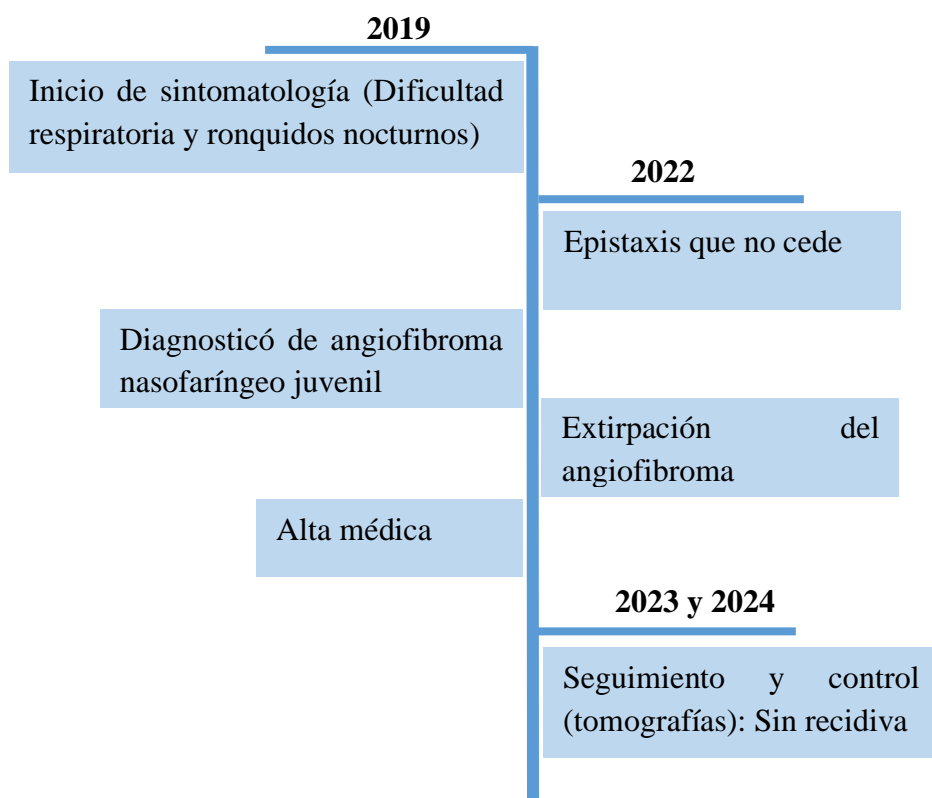 2019
Inicio de sintomatología (Dificultad
respiratoria y ronquidos nocturnos)
2022
Epistaxis que no cede
Diagnosticó de angiofibroma
nasofaríngeo juvenil
Extirpación del
angiofibroma
Alta médica
2023 y 2024
Seguimiento y control
(tomografías): Sin recidiva